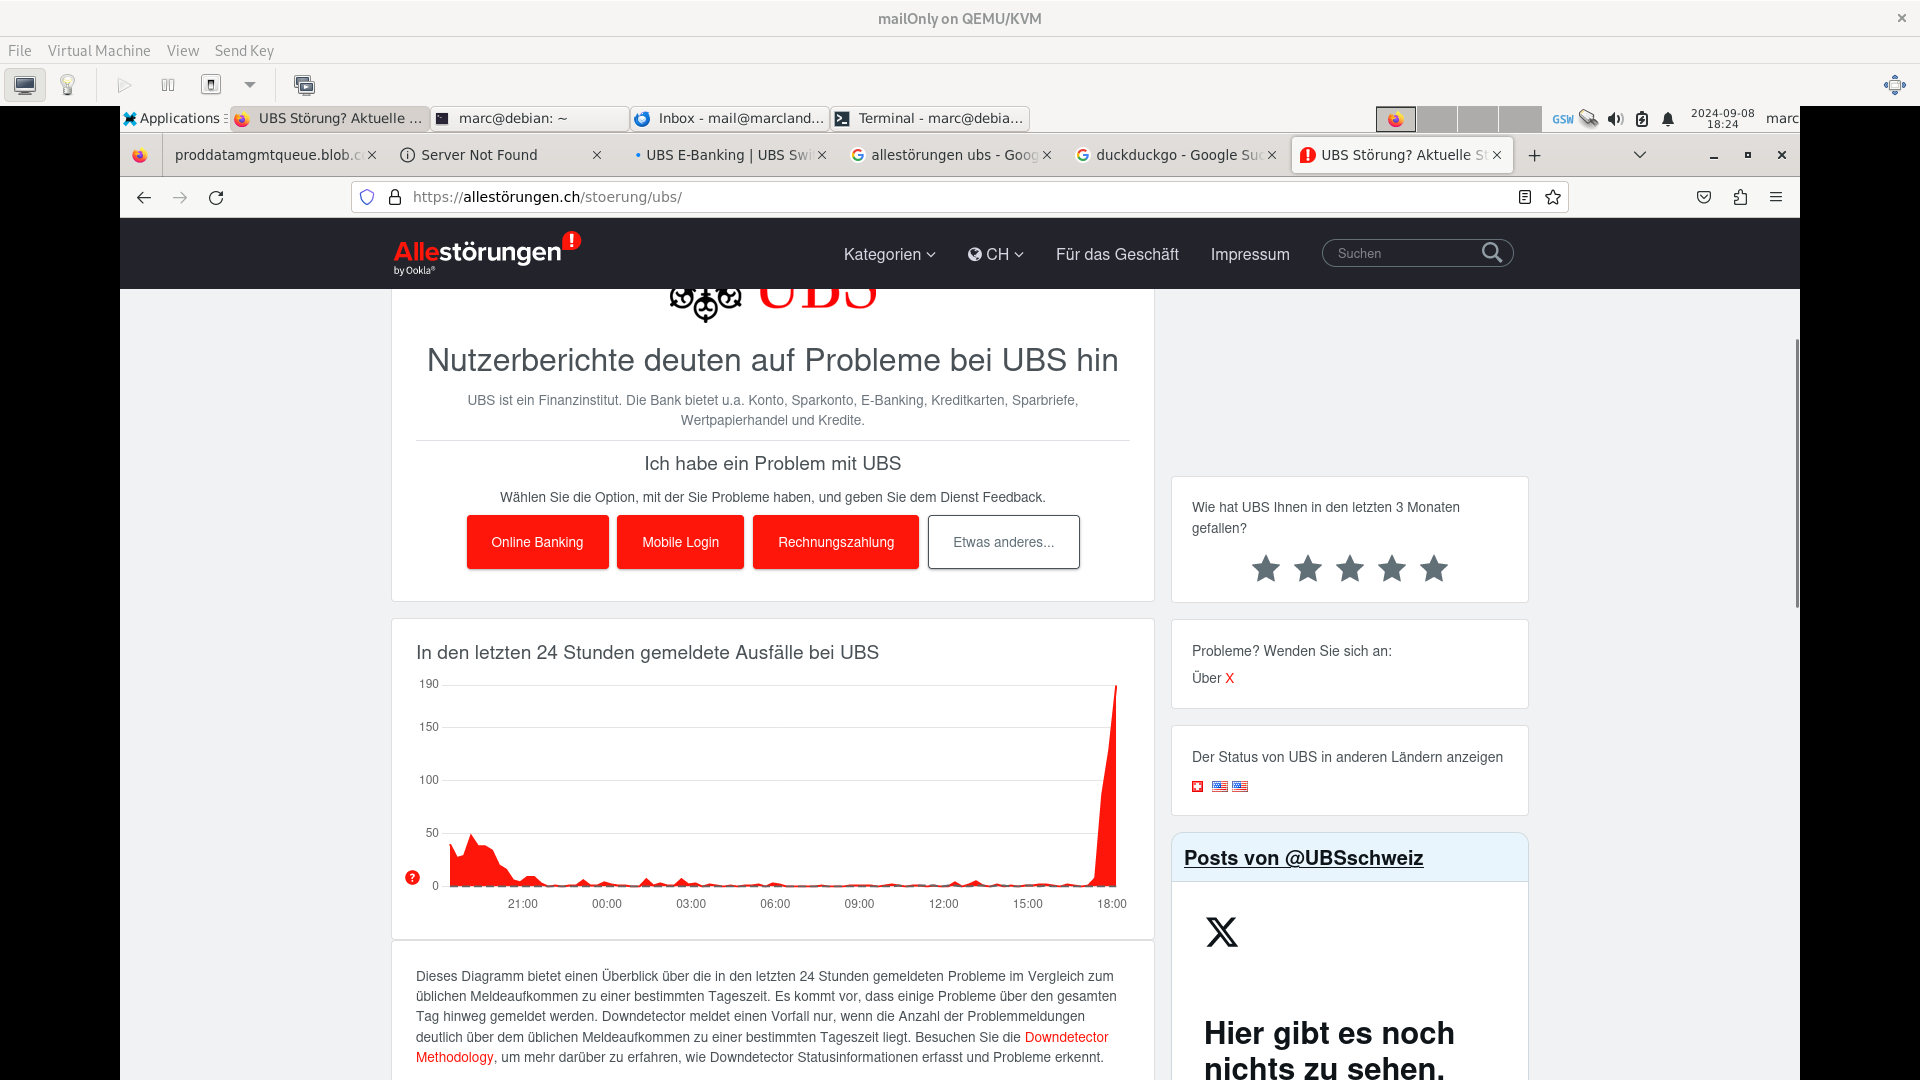 mailOnly on QEMU/KVM
File Virtual Machine View Send Key
Applications UBS Störung? Aktuelle ... marc@debian: ~ Inbox - mail@marcland... Terminal - marc@debia... GSW 2024-09-08 18:24 marc
proddatamgmtqueue.blob.c Server Not Found UBS E-Banking | UBS Swi allestörungen ubs - Goog duckduckgo - Google Suc UBS Störung? Aktuelle St
https://allestörungen.ch/stoerung/ubs/
Allestörungen
by Ookla®
Kategorien CH Für das Geschäft Impressum Suchen
UBS
Nutzerberichte deuten auf Probleme bei UBS hin
UBS ist ein Finanzinstitut. Die Bank bietet u.a. Konto, Sparkonto, E-Banking, Kreditkarten, Sparbriefe,
Wertpapierhandel und Kredite.
Ich habe ein Problem mit UBS
Wählen Sie die Option, mit der Sie Probleme haben, und geben Sie dem Dienst Feedback.
Online Banking Mobile Login Rechnungszahlung Etwas anderes...
In den letzten 24 Stunden gemeldete Ausfälle bei UBS
190
150
100
50
0
21:00 00:00 03:00 06:00 09:00 12:00 15:00 18:00
Dieses Diagramm bietet einen Überblick über die in den letzten 24 Stunden gemeldeten Probleme im Vergleich zum
üblichen Meldeaufkommen zu einer bestimmten Tageszeit. Es kommt vor, dass einige Probleme über den gesamten
Tag hinweg gemeldet werden. Downdetector meldet einen Vorfall nur, wenn die Anzahl der Problemmeldungen
deutlich über dem üblichen Meldeaufkommen zu einer bestimmten Tageszeit liegt. Besuchen Sie die Downdetector
Methodology, um mehr darüber zu erfahren, wie Downdetector Statusinformationen erfasst und Probleme erkennt.
Wie hat UBS Ihnen in den letzten 3 Monaten
gefallen?
Probleme? Wenden Sie sich an:
Über X
Der Status von UBS in anderen Ländern anzeigen
Posts von @UBSschweiz
Hier gibt es noch
nichts zu sehen.